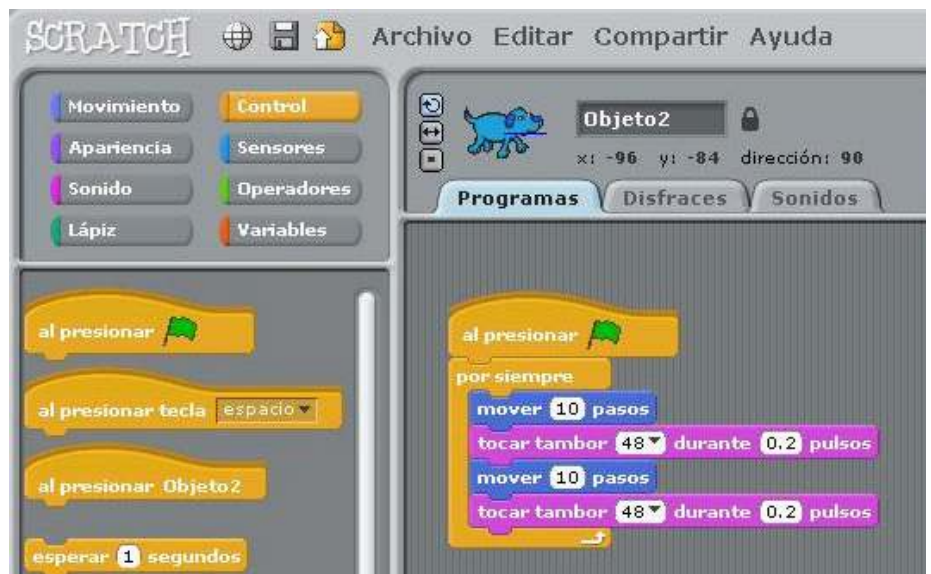 SCRATCH Archivo Editar Compartir Ayuda
Movimiento Control
Apariencia Sensores
Sonido Operadores
Lápiz Variables
Objeto2
x: -96 y: -84 dirección: 90
Programas Disfraces Sonidos
al presionar
al presionar tecla espacio
al presionar Objeto2
esperar 1 segundos
al presionar
por siempre
mover 10 pasos
tocar tambor 48 durante 0.2 pulsos
mover 10 pasos
tocar tambor 48 durante 0.2 pulsos